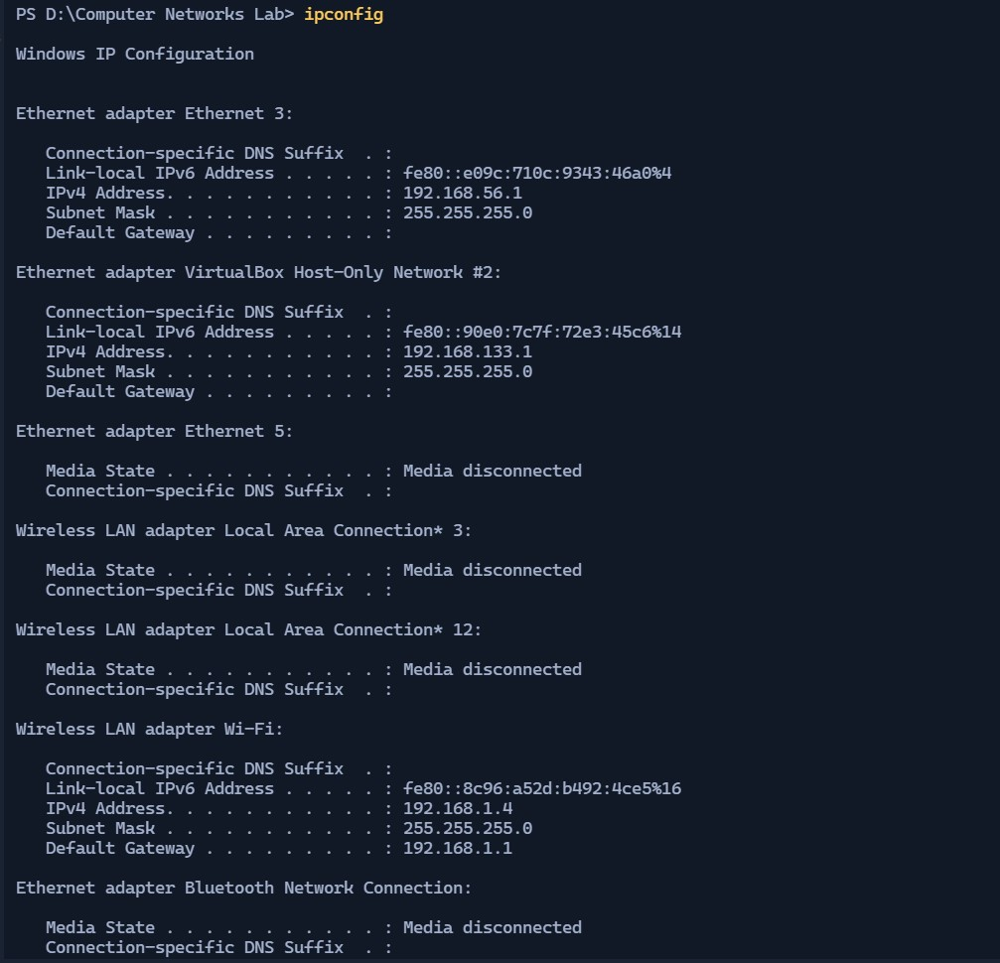 PS D:\Computer Networks Lab> ipconfig
Windows IP Configuration
Ethernet adapter Ethernet 3:
   Connection-specific DNS Suffix  . :
   Link-local IPv6 Address . . . . . : fe80::e09c:710c:9343:46a0%4
   IPv4 Address. . . . . . . . . . . : 192.168.56.1
   Subnet Mask . . . . . . . . . . . : 255.255.255.0
   Default Gateway . . . . . . . . . :
Ethernet adapter VirtualBox Host-Only Network #2:
   Connection-specific DNS Suffix  . :
   Link-local IPv6 Address . . . . . : fe80::90e0:7c7f:72e3:45c6%14
   IPv4 Address. . . . . . . . . . . : 192.168.133.1
   Subnet Mask . . . . . . . . . . . : 255.255.255.0
   Default Gateway . . . . . . . . . :
Ethernet adapter Ethernet 5:
   Media State . . . . . . . . . . . : Media disconnected
   Connection-specific DNS Suffix  . :
Wireless LAN adapter Local Area Connection* 3:
   Media State . . . . . . . . . . . : Media disconnected
   Connection-specific DNS Suffix  . :
Wireless LAN adapter Local Area Connection* 12:
   Media State . . . . . . . . . . . : Media disconnected
   Connection-specific DNS Suffix  . :
Wireless LAN adapter Wi-Fi:
   Connection-specific DNS Suffix  . :
   Link-local IPv6 Address . . . . . : fe80::8c96:a52d:b492:4ce5%16
   IPv4 Address. . . . . . . . . . . : 192.168.1.4
   Subnet Mask . . . . . . . . . . . : 255.255.255.0
   Default Gateway . . . . . . . . . : 192.168.1.1
Ethernet adapter Bluetooth Network Connection:
   Media State . . . . . . . . . . . : Media disconnected
   Connection-specific DNS Suffix  . :